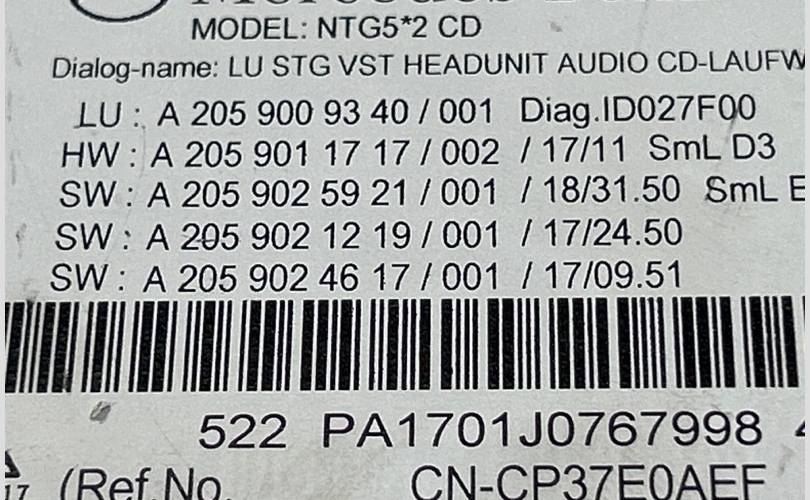 MODEL: NTG5*2 CD
Dialog-name: LU STG VST HEADUNIT AUDIO CD-LAUFW
LU : A 205 900 93 40 / 001 Diag.ID027F00
HW : A 205 901 17 17 / 002 / 17/11 SmL D3
SW : A 205 902 59 21 / 001 / 18/31.50 SmL E
SW : A 205 902 12 19 / 001 / 17/24.50
SW : A 205 902 46 17 / 001 / 17/09.51
522 PA1701J0767998
17 (Ref.No. CN-CP37E0AEF